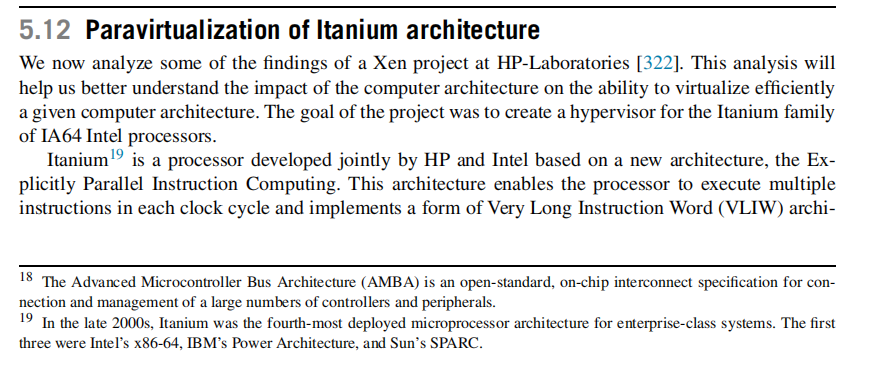 5.12 Paravirtualization of Itanium architecture
We now analyze some of the findings of a Xen project at HP-Laboratories [322]. This analysis will
help us better understand the impact of the computer architecture on the ability to virtualize efficiently
a given computer architecture. The goal of the project was to create a hypervisor for the Itanium family
of IA64 Intel processors.
Itanium19 is a processor developed jointly by HP and Intel based on a new architecture, the Ex-
plicitly Parallel Instruction Computing. This architecture enables the processor to execute multiple
instructions in each clock cycle and implements a form of Very Long Instruction Word (VLIW) archi-
18 The Advanced Microcontroller Bus Architecture (AMBA) is an open-standard, on-chip interconnect specification for con-
nection and management of a large numbers of controllers and peripherals.
19 In the late 2000s, Itanium was the fourth-most deployed microprocessor architecture for enterprise-class systems. The first
three were Intel's x86-64, IBM's Power Architecture, and Sun's SPARC.